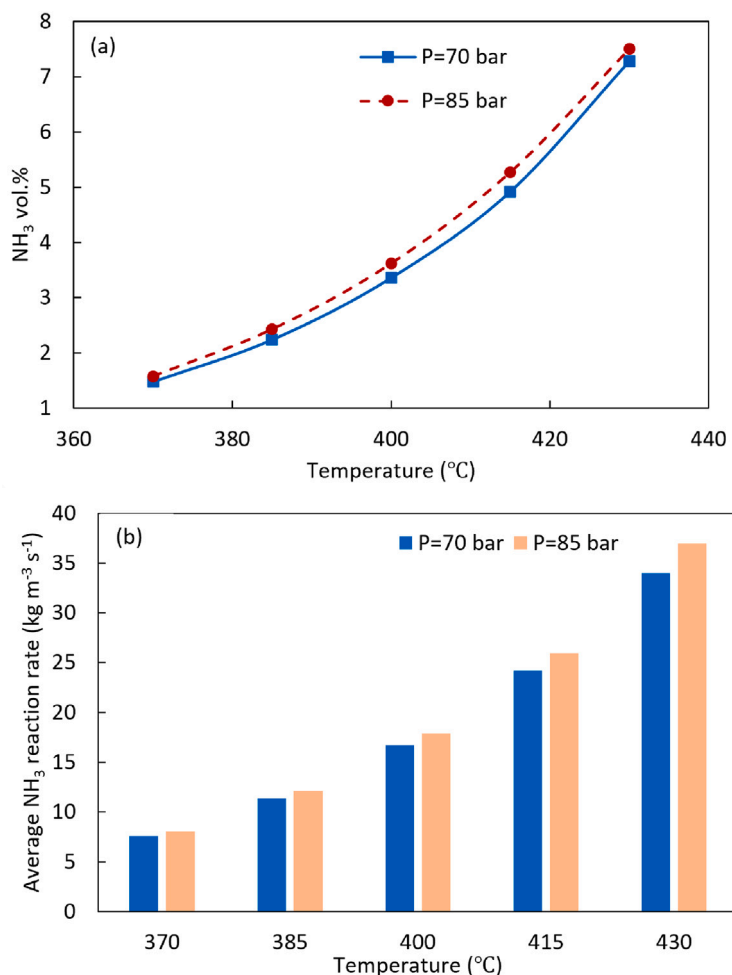 (a)
P=70 bar
P=85 bar
8
7
6
5
4
3
2
1
NH₃ vol.%
360
380
400
420
440
Temperature (°C)
(b)
P=70 bar
P=85 bar
40
35
30
25
20
15
10
5
0
Average NH₃ reaction rate (kg m⁻³ s⁻¹)
370
385
400
415
430
Temperature (°C)